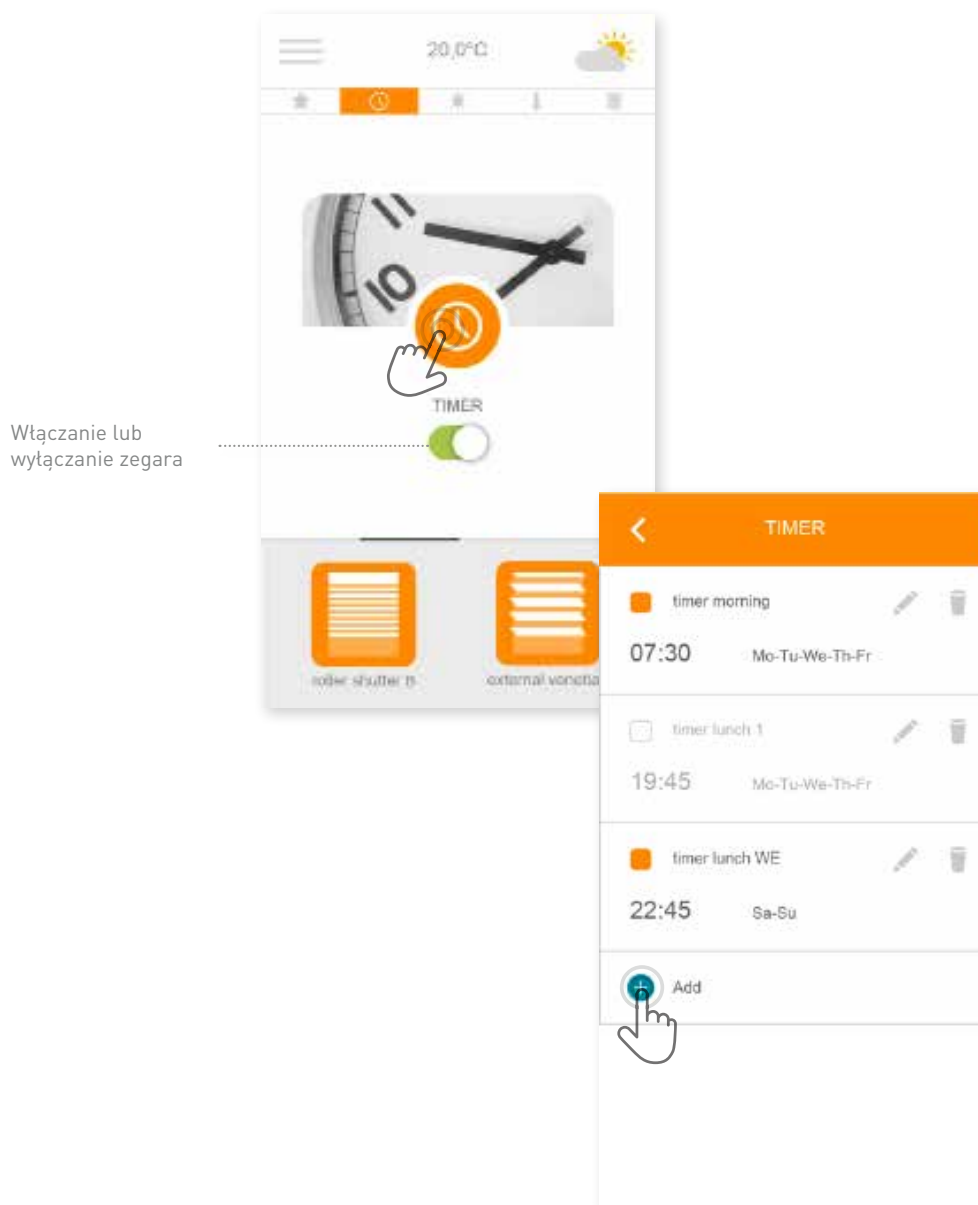 20,0°C
11
10
TIMER
Włączanie lub
wyłączanie zegara
roller shutter
external venetia
TIMER
timer morning
07:30 Mo-Tu-We-Th-Fr
timer lunch 1
19:45 Mo-Tu-We-Th-Fr
timer lunch WE
22:45 Sa-Su
Add